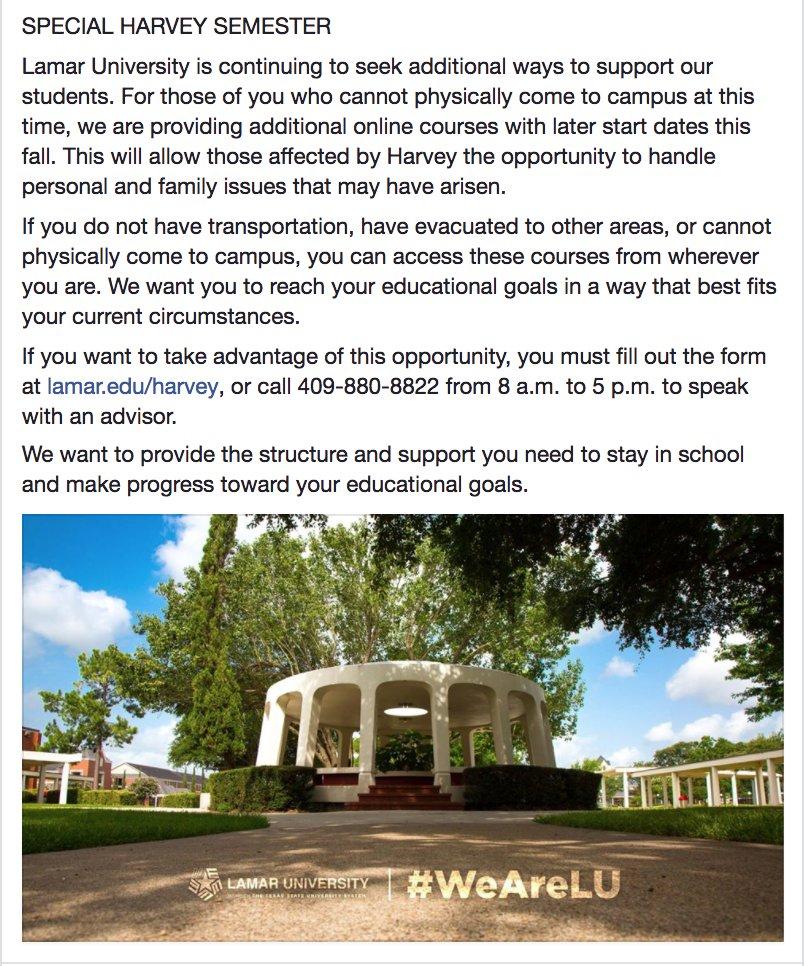 SPECIAL HARVEY SEMESTER
Lamar University is continuing to seek additional ways to support our
students. For those of you who cannot physically come to campus at this
time, we are providing additional online courses with later start dates this
fall. This will allow those affected by Harvey the opportunity to handle
personal and family issues that may have arisen.
If you do not have transportation, have evacuated to other areas, or cannot
physically come to campus, you can access these courses from wherever
you are. We want you to reach your educational goals in a way that best fits
your current circumstances.
If you want to take advantage of this opportunity, you must fill out the form
at lamar.edu/harvey, or call 409-880-8822 from 8 a.m. to 5 p.m. to speak
with an advisor.
We want to provide the structure and support you need to stay in school
and make progress toward your educational goals.
LAMAR UNIVERSITY
MEMBER THE TEXAS STATE UNIVERSITY SYSTEM
#WeAreLU